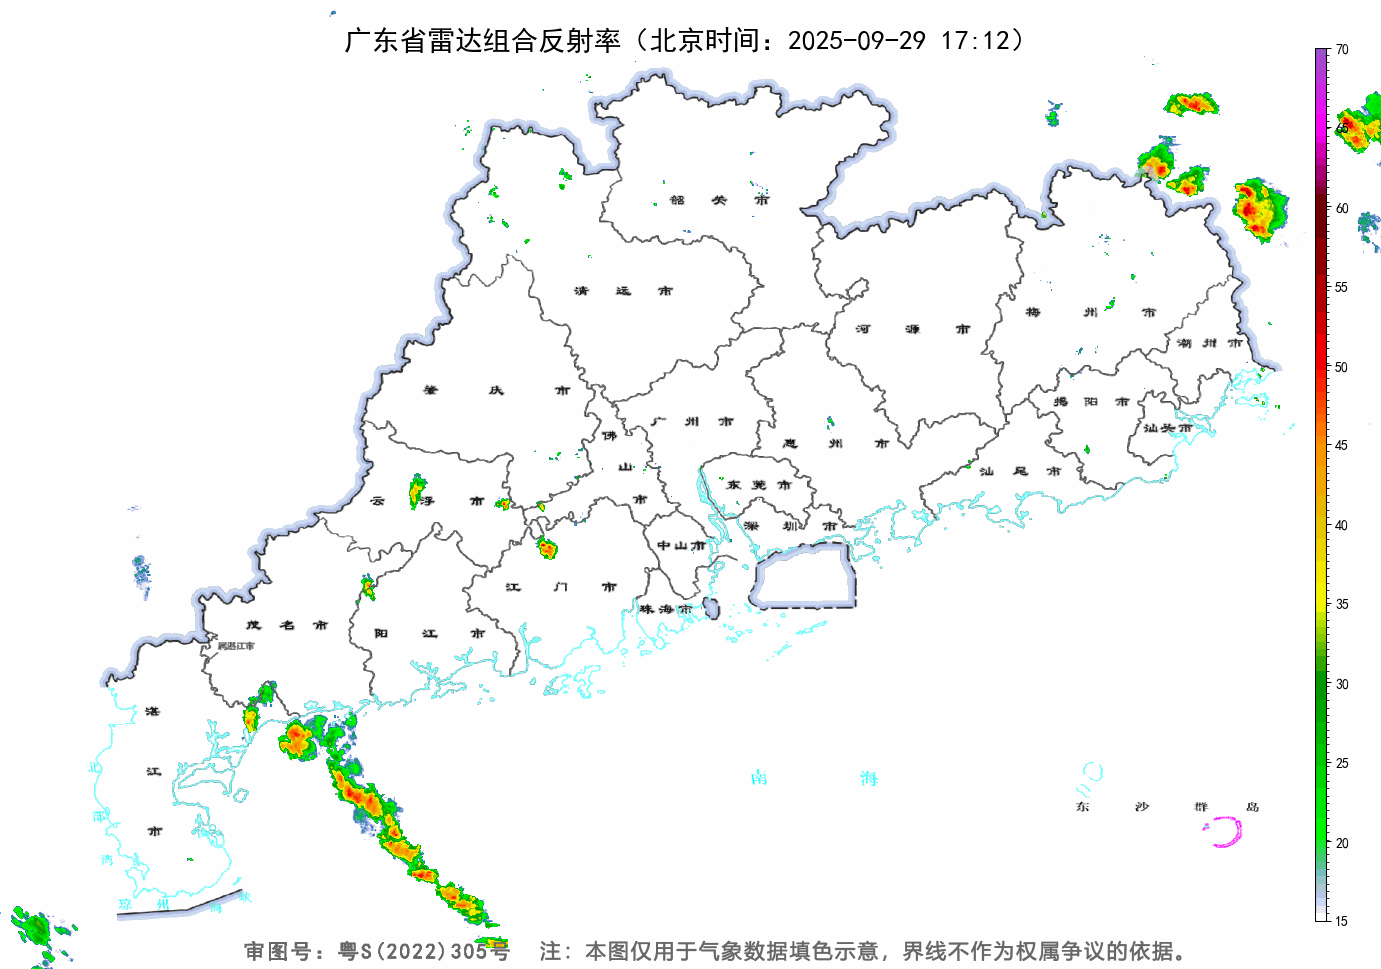 广东省雷达组合反射率（北京时间：2025-09-29 17:12）
70
65
60
55
50
45
40
35
30
25
20
15
韶关市
清远市
河源市
梅州市
潮州市
肇庆市
广州市
惠州市
揭阳市
汕头市
佛山市
东莞市
汕尾市
云浮市
深圳市
中山市
江门市
珠海市
茂名市
阳江市
属湛江市
湛江市
北部湾
南海
东沙群岛
琼州海峡
审图号：粤S(2022)305号 注：本图仅用于气象数据填色示意，界线不作为权属争议的依据。